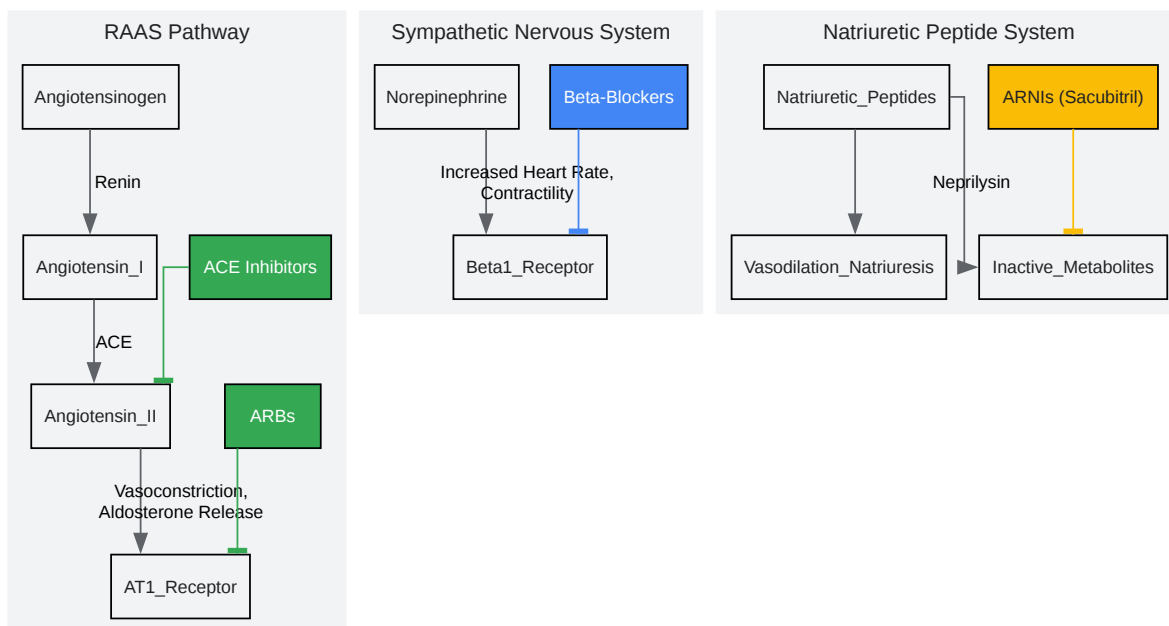 RAAS Pathway
Angiotensinogen
Renin
Angiotensin_I
ACE Inhibitors
ACE
Angiotensin_II
ARBs
Vasoconstriction,
Aldosterone Release
AT1_Receptor
Sympathetic Nervous System
Norepinephrine
Beta-Blockers
Increased Heart Rate,
Contractility
Beta1_Receptor
Natriuretic Peptide System
Natriuretic_Peptides
ARNIs (Sacubitril)
Neprilysin
Vasodilation_Natriuresis
Inactive_Metabolites